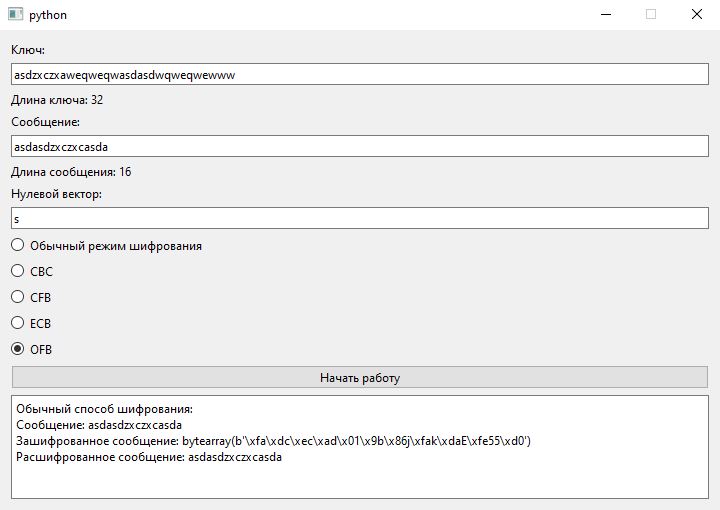 python
Ключ:
asdzxczxaweqweqwasdasdwqweqwewww
Длина ключа: 32
Сообщение:
asdasdzxczxcasda
Длина сообщения: 16
Нулевой вектор:
s
Обычный режим шифрования
CBC
CFB
ECB
OFB
Начать работу
Обычный способ шифрования:
Сообщение: asdasdzxczxcasda
Зашифрованное сообщение: bytearray(b'\xfa\xdc\xec\xad\x01\x9b\x86j\xfak\xdaE\xfe55\xd0')
Расшифрованное сообщение: asdasdzxczxcasda